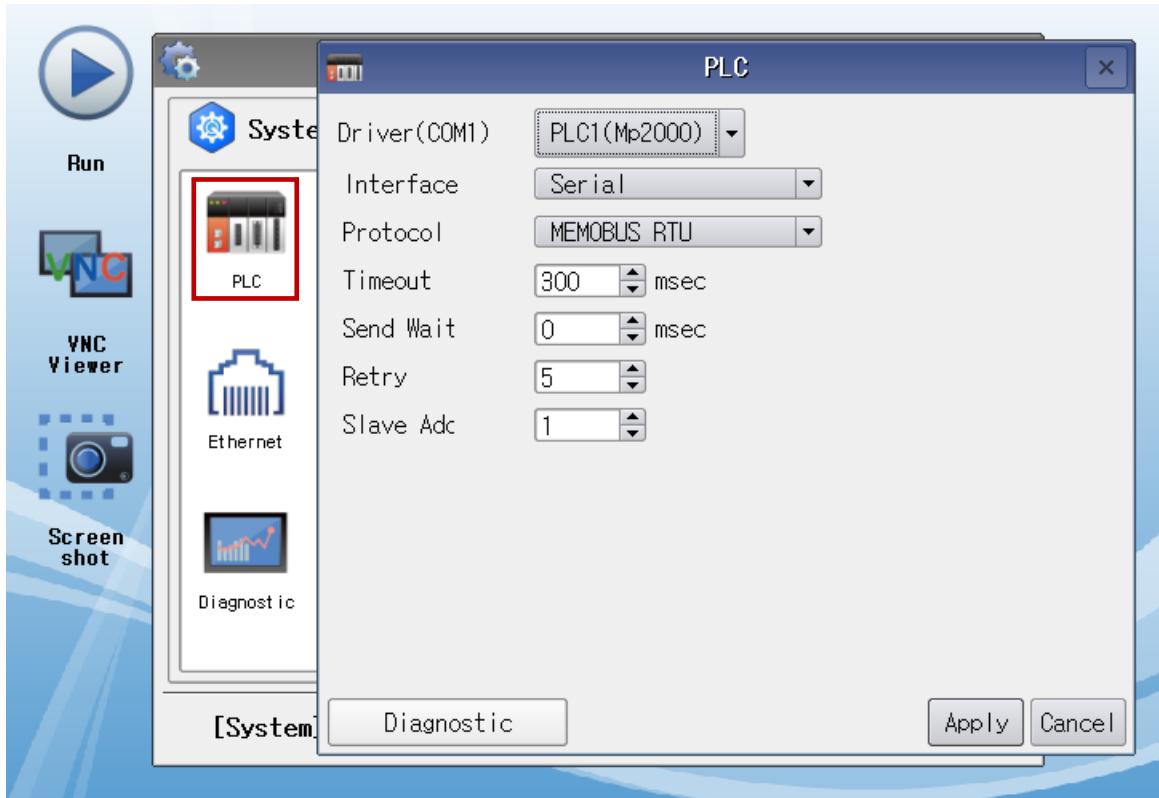 Run
VNC
VNC
Viewer
Screen
shot
Syste
PLC
Ethernet
Diagnostic
[System]
PLC
Driver(COM1) PLC1(Mp2000)
Interface Serial
Protocol MEMOBUS RTU
Timeout 300 msec
Send Wait 0 msec
Retry 5
Slave Adc 1
Diagnostic Apply Cancel